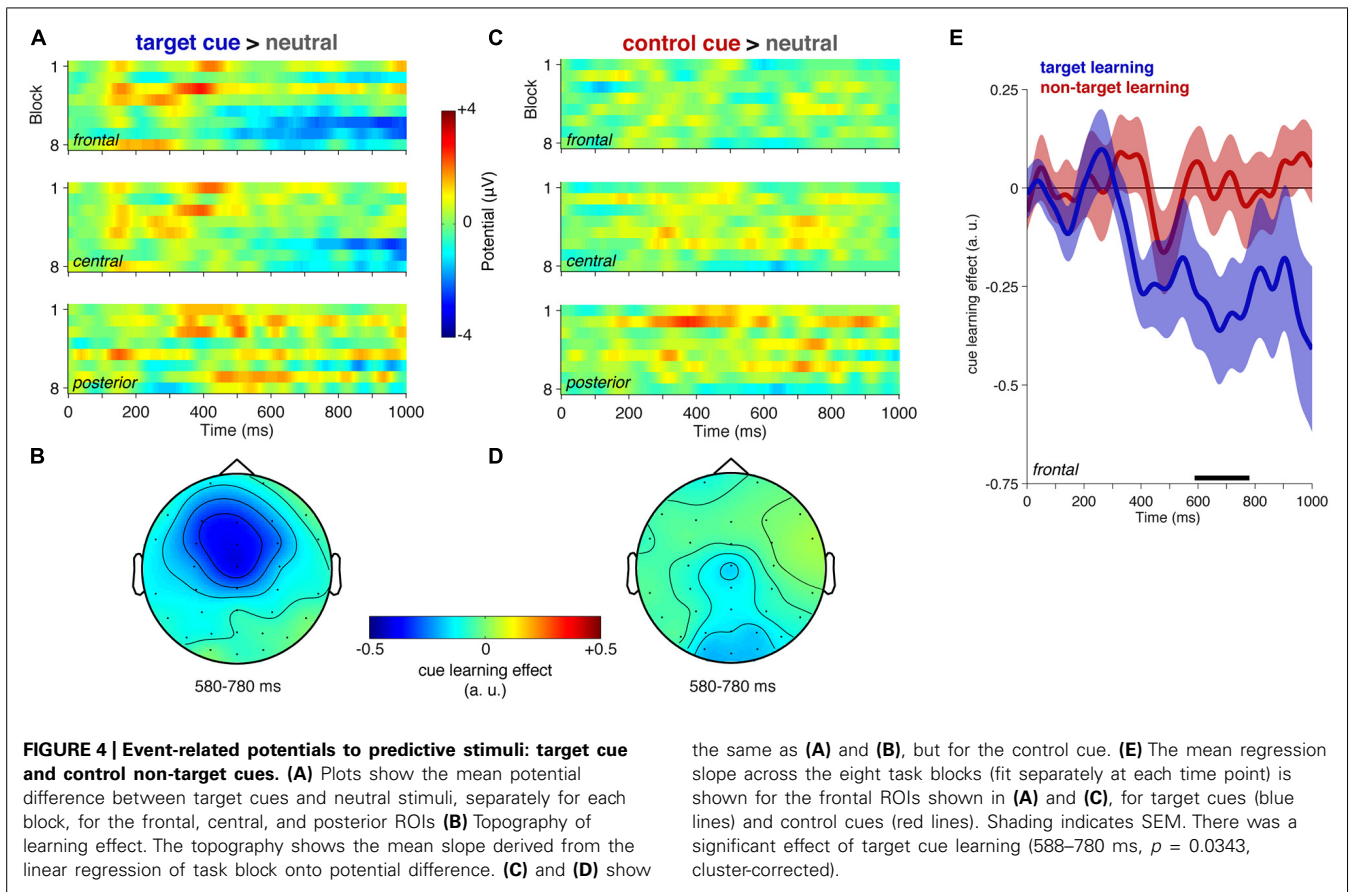 A
target cue > neutral
Block
1
8
frontal
1
8
central
1
8
posterior
0 200 400 600 800 1000
Time (ms)
+4
0
-4
Potential (µV)
B
580-780 ms
C
control cue > neutral
Block
1
8
frontal
1
8
central
1
8
posterior
0 200 400 600 800 1000
Time (ms)
D
580-780 ms
-0.5 0 +0.5
cue learning effect
(a. u.)
E
target learning
non-target learning
0.25
0
-0.25
-0.5
-0.75
cue learning effect (a. u.)
frontal
0 200 400 600 800 1000
Time (ms)
FIGURE 4 | Event-related potentials to predictive stimuli: target cue
and control non-target cues. (A) Plots show the mean potential
difference between target cues and neutral stimuli, separately for each
block, for the frontal, central, and posterior ROIs (B) Topography of
learning effect. The topography shows the mean slope derived from the
linear regression of task block onto potential difference. (C) and (D) show
the same as (A) and (B), but for the control cue. (E) The mean regression
slope across the eight task blocks (fit separately at each time point) is
shown for the frontal ROIs shown in (A) and (C), for target cues (blue
lines) and control cues (red lines). Shading indicates SEM. There was a
significant effect of target cue learning (588–780 ms, p = 0.0343,
cluster-corrected).